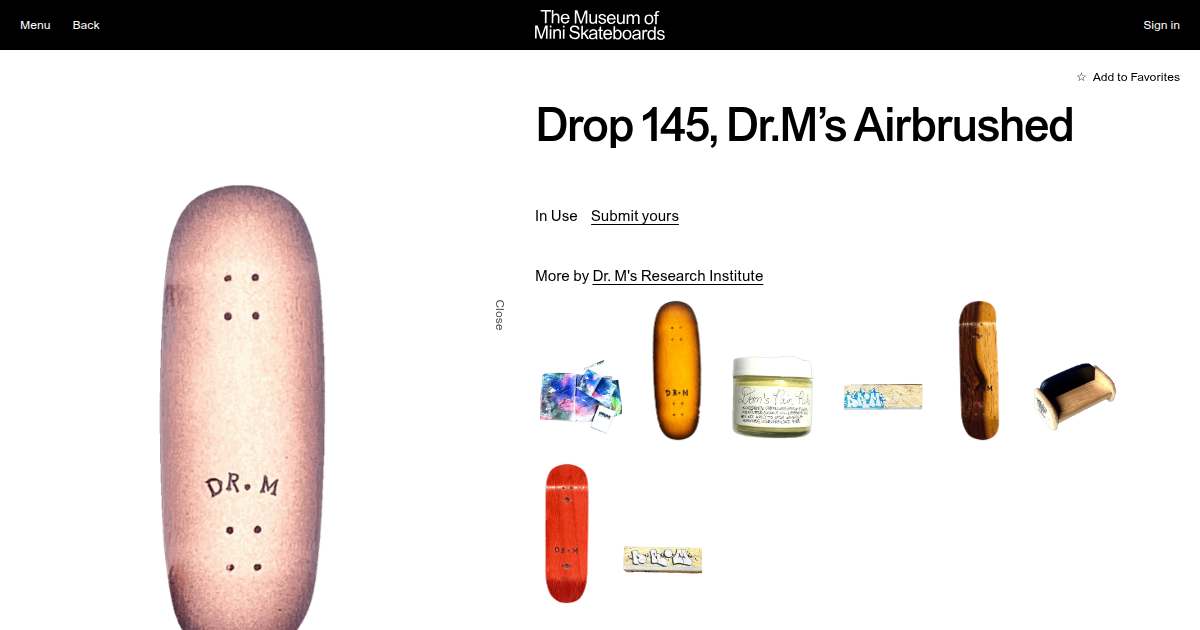 Menu
Back
The Museum of
Mini Skateboards
Sign in
☆ Add to Favorites
Drop 145, Dr.M’s Airbrushed
In Use Submit yours
More by Dr. M's Research Institute
Close
DR. M
DR.M
DR.M